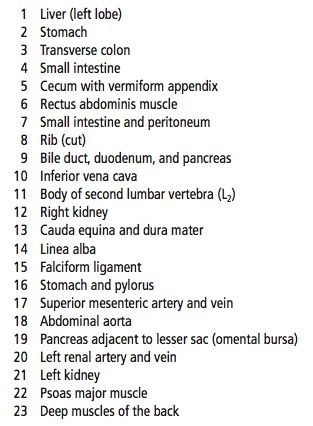 1 Liver (left lobe)
2 Stomach
3 Transverse colon
4 Small intestine
5 Cecum with vermiform appendix
6 Rectus abdominis muscle
7 Small intestine and peritoneum
8 Rib (cut)
9 Bile duct, duodenum, and pancreas
10 Inferior vena cava
11 Body of second lumbar vertebra (L₂)
12 Right kidney
13 Cauda equina and dura mater
14 Linea alba
15 Falciform ligament
16 Stomach and pylorus
17 Superior mesenteric artery and vein
18 Abdominal aorta
19 Pancreas adjacent to lesser sac (omental bursa)
20 Left renal artery and vein
21 Left kidney
22 Psoas major muscle
23 Deep muscles of the back